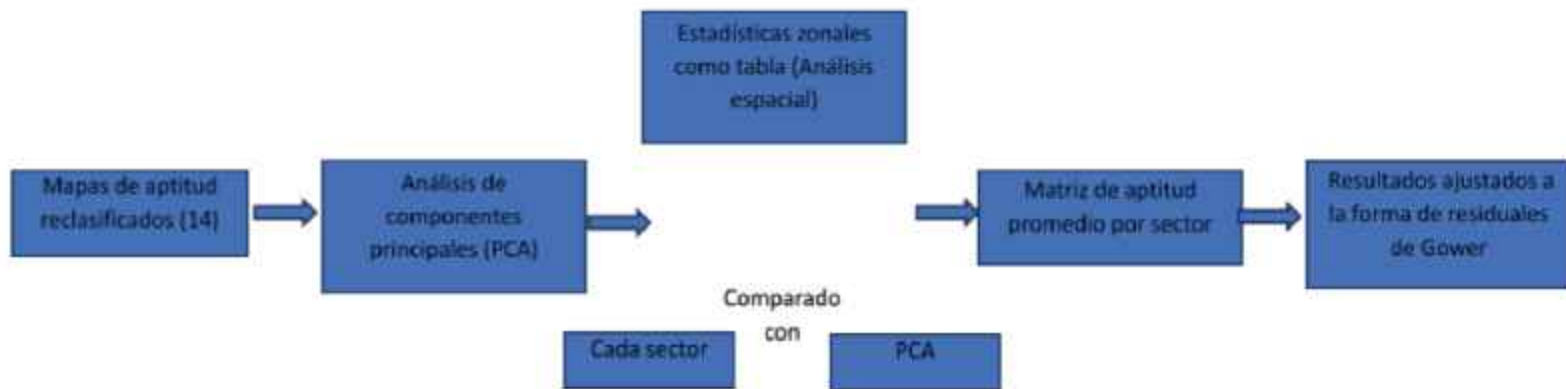 Estadísticas zonales
como tabla (Análisis
espacial)
Mapas de aptitud
reclasificados (14)
Análisis de
componentes
principales (PCA)
Matriz de aptitud
promedio por sector
Resultados ajustados a
la forma de residuales
de Gower
Comparado
con
Cada sector
PCA